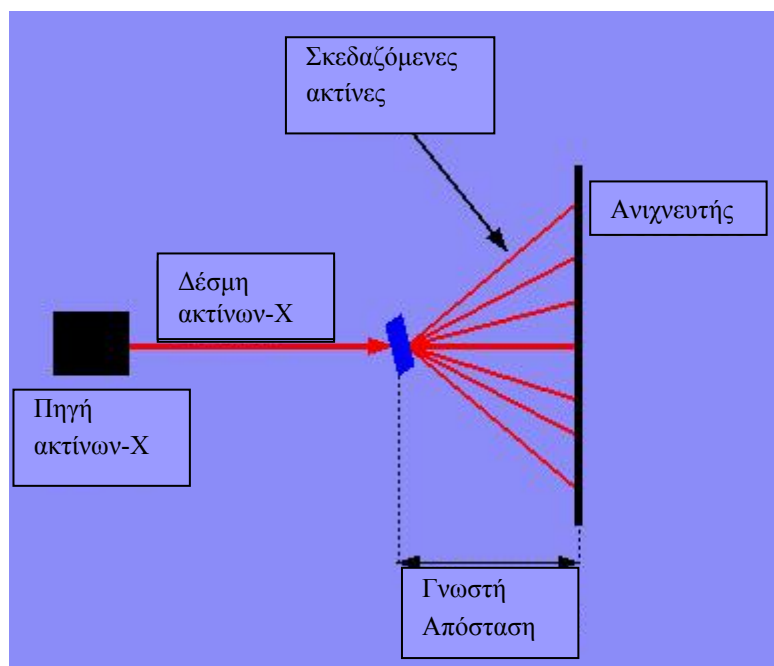 Σκεδαζόμενες
ακτίνες
Ανιχνευτής
Δέσμη
ακτίνων-Χ
Πηγή
ακτίνων-Χ
Γνωστή
Απόσταση